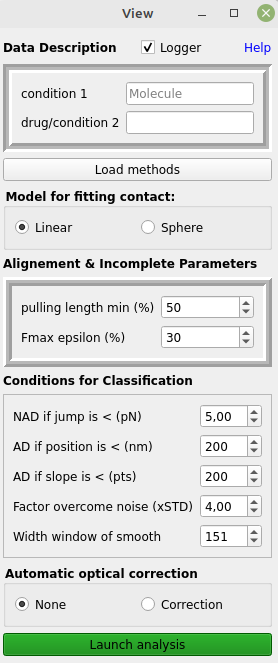 View
Data Description Logger Help
condition 1 Molecule
drug/condition 2
Load methods
Model for fitting contact:
Linear Sphere
Alignement & Incomplete Parameters
pulling length min (%) 50
Fmax epsilon (%) 30
Conditions for Classification
NAD if jump is < (pN) 5,00
AD if position is < (nm) 200
AD if slope is < (pts) 200
Factor overcome noise (xSTD) 4,00
Width window of smooth 151
Automatic optical correction
None Correction
Launch analysis